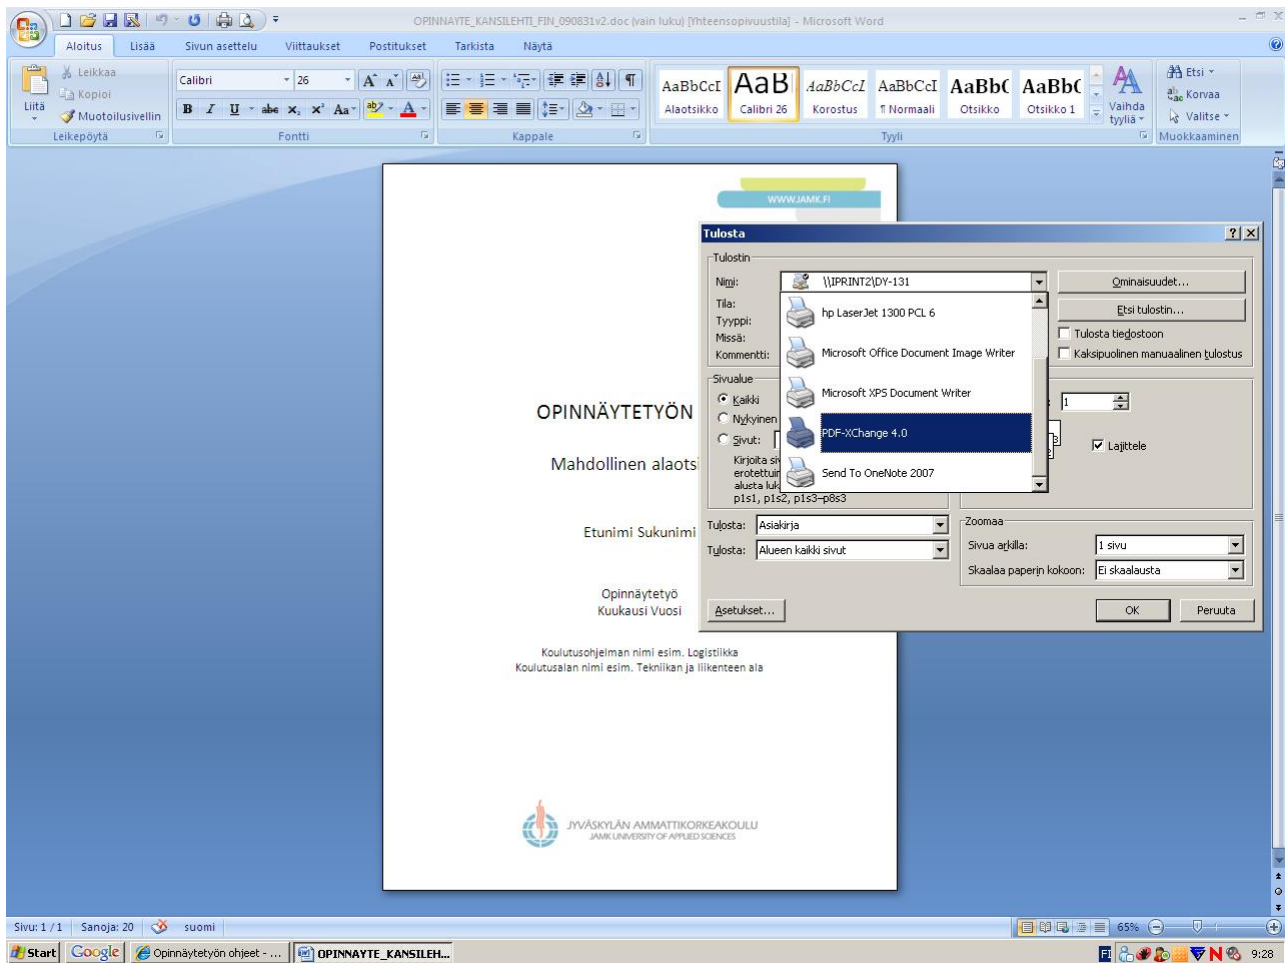 OPINNAYTE_KANSILEHTI_FIN_090831v2.doc (vain luku) [Yhteensopivuustila] - Microsoft Word
Aloitus Lisää Sivun asettelu Viittaukset Postitukset Tarkista Näytä
Liitä
Leikkaa
Kopioi
Muotoilusivellin
Leikepöytä
Calibri 26
Fontti
Kappale
AaBbCcI AaB AaBbCcI AaBbCcI AaBb( AaBb(
Alaotsikko Calibri 26 Korostus ¶ Normaali Otsikko Otsikko 1
Vaihda
tyyliä
Tyyli
Etsi
Korvaa
Valitse
Muokkaaminen
WWW.JAMK.FI
OPINNÄYTETYÖN
Mahdollinen alaotsi
Etunimi Sukunimi
Opinnäytetyö
Kuukausi Vuosi
Koulutusohjelman nimi esim. Logistiikka
Koulutusalan nimi esim. Tekniikan ja liikenteen ala
JYVÄSKYLÄN AMMATTIKORKEAKOULU
JAMK UNIVERSITY OF APPLIED SCIENCES
Tulosta
Tulostin
Nimi: \\IPRINT2\DY-131
Tila:
Tyyppi:
Missä:
Kommentti:
hp LaserJet 1300 PCL 6
Microsoft Office Document Image Writer
Microsoft XPS Document Writer
PDF-XChange 4.0
Send To OneNote 2007
Ominaisuudet...
Etsi tulostin...
Tulosta tiedostoon
Kaksipuolinen manuaalinen tulostus
Sivualue
Kaikki
Nykyinen
Sivut:
Kirjoita si
erotettuin
alusta luk
p1s1, p1s2, p1s3–p8s3
1
Lajittele
Tulosta: Asiakirja
Tulosta: Alueen kaikki sivut
Zoomaa
Sivua arkilla: 1 sivu
Skaalaa paperin kokoon: Ei skaalausta
Asetukset...
OK Peruuta
Sivu: 1 / 1 Sanoja: 20 suomi
65%
Start Google Opinnäytetyön ohjeet - ... OPINNAYTE_KANSILEH...
FI 9:28